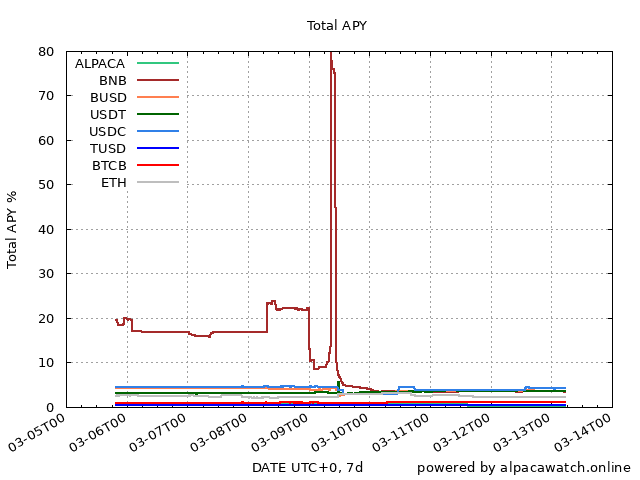 Total APY
Total APY %
80
70
60
50
40
30
20
10
0
ALPACA
BNB
BUSD
USDT
USDC
TUSD
BTCB
ETH
03-05T00
03-06T00
03-07T00
03-08T00
03-09T00
03-10T00
03-11T00
03-12T00
03-13T00
03-14T00
DATE UTC+0, 7d
powered by alpacawatch.online